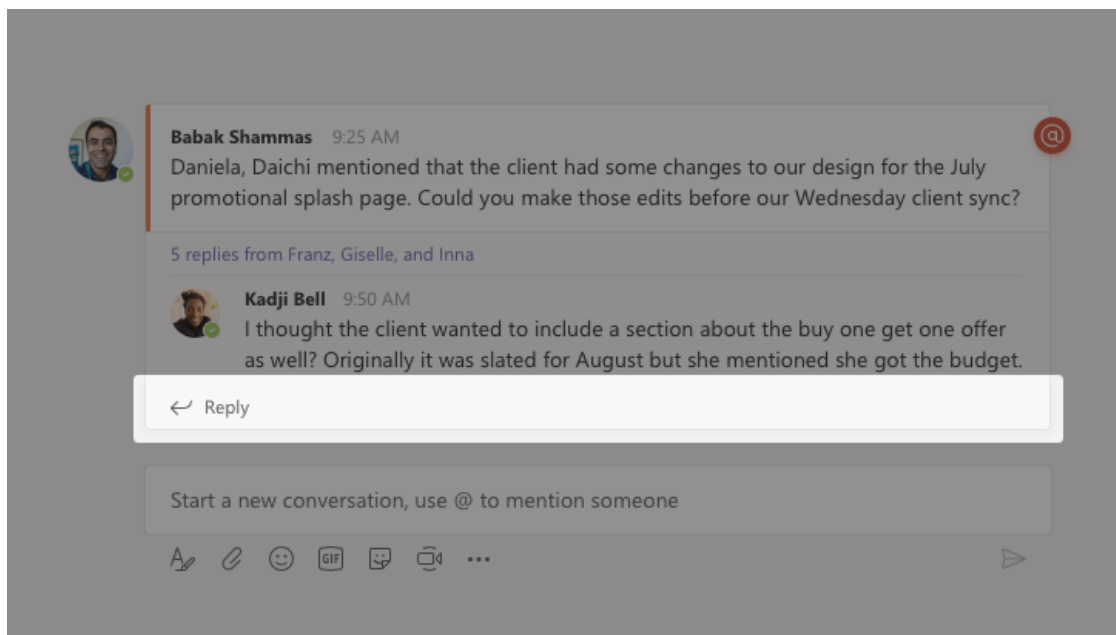 Babak Shammas 9:25 AM
@
Daniela, Daichi mentioned that the client had some changes to our design for the July
promotional splash page. Could you make those edits before our Wednesday client sync?
5 replies from Franz, Giselle, and Inna
Kadji Bell 9:50 AM
I thought the client wanted to include a section about the buy one get one offer
as well? Originally it was slated for August but she mentioned she got the budget.
Reply
Start a new conversation, use @ to mention someone
GIF